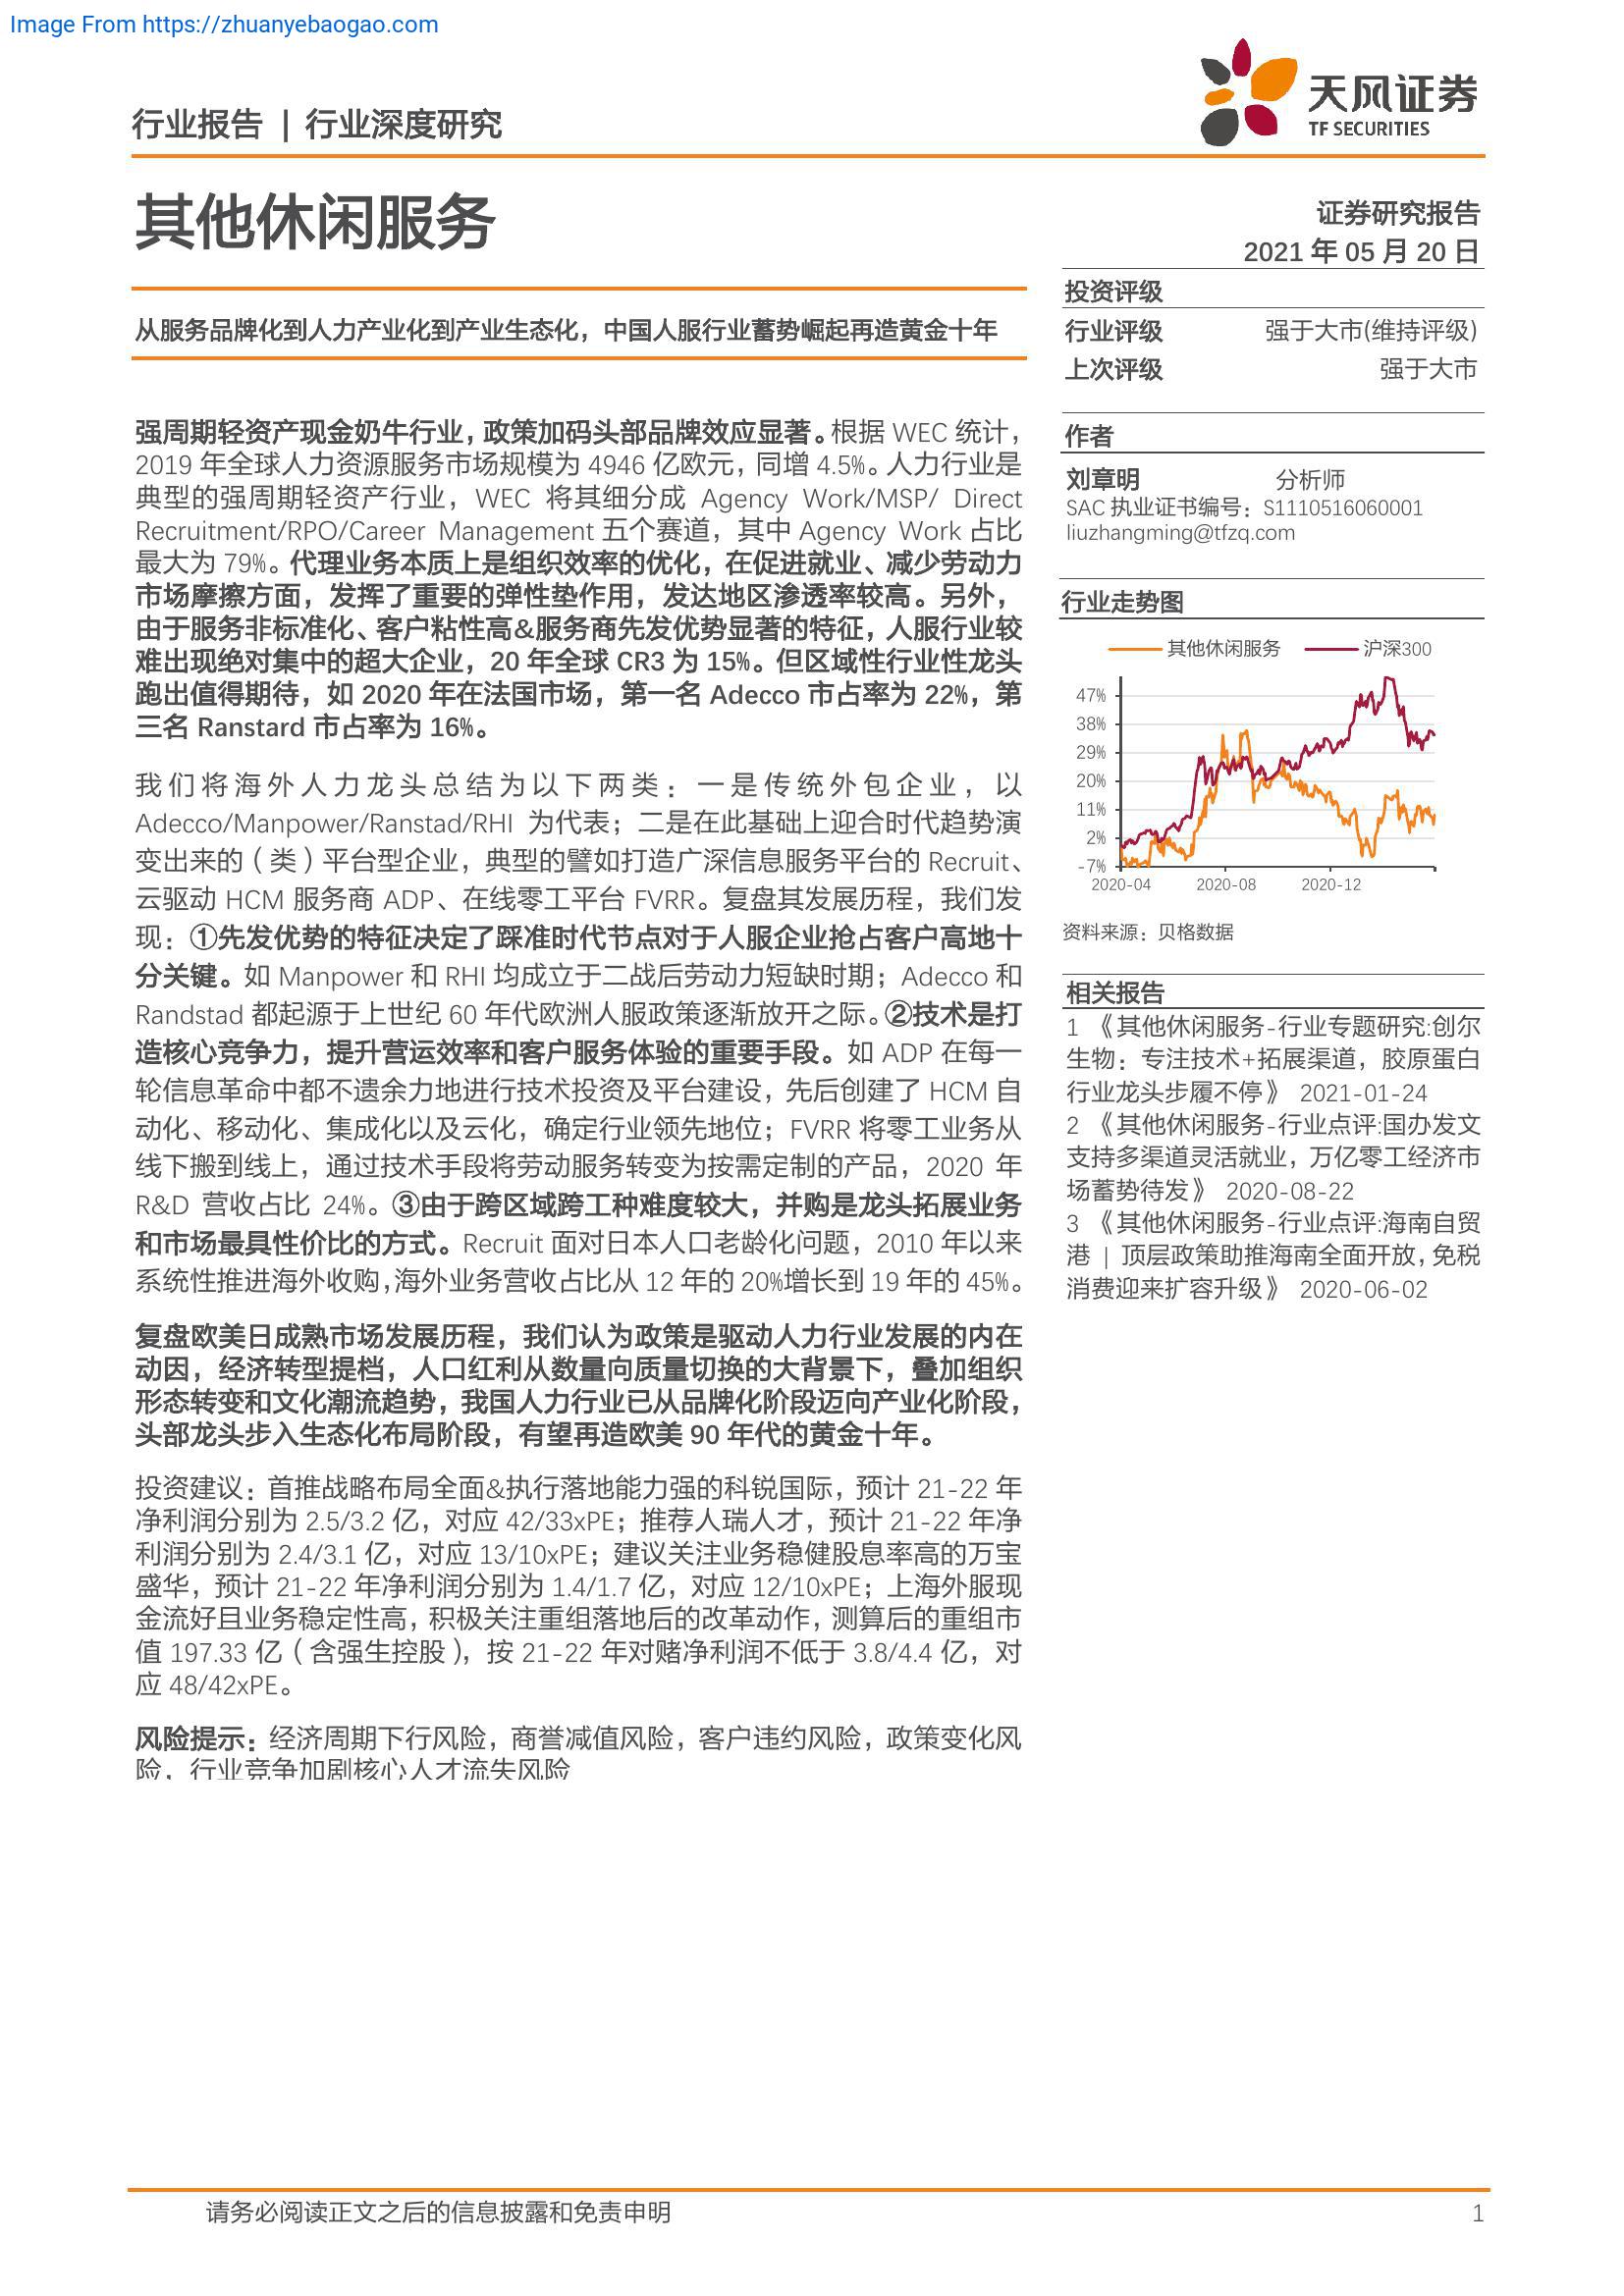 Image From https://zhuanyebaogao.com
行业报告 | 行业深度研究
天风证券
TF SECURITIES
其他休闲服务
证券研究报告
2021 年 05 月 20 日
从服务品牌化到人力产业化到产业生态化，中国人服行业蓄势崛起再造黄金十年
强周期轻资产现金奶牛行业，政策加码头部品牌效应显著。根据 WEC 统计，
2019 年全球人力资源服务市场规模为 4946 亿欧元，同增 4.5%。人力行业是
典型的强周期轻资产行业， WEC 将其细分成 Agency Work/MSP/ Direct
Recruitment/RPO/Career Management 五个赛道，其中 Agency Work 占比
最大为 79%。代理业务本质上是组织效率的优化，在促进就业、减少劳动力
市场摩擦方面，发挥了重要的弹性垫作用，发达地区渗透率较高。另外，
由于服务非标准化、客户粘性高&服务商先发优势显著的特征，人服行业较
难出现绝对集中的超大企业，20 年全球 CR3 为 15%。但区域性行业性龙头
跑出值得期待，如 2020 年在法国市场，第一名 Adecco 市占率为 22%，第
三名 Ranstard 市占率为 16%。
我们将海外人力龙头总结为以下两类：一是传统外包企业，以
Adecco/Manpower/Ranstad/RHI 为代表；二是在此基础上迎合时代趋势演
变出来的（类）平台型企业，典型的譬如打造广深信息服务平台的 Recruit、
云驱动 HCM 服务商 ADP、在线零工平台 FVRR。复盘其发展历程，我们发
现：①先发优势的特征决定了踩准时代节点对于人服企业抢占客户高地十
分关键。如 Manpower 和 RHI 均成立于二战后劳动力短缺时期；Adecco 和
Randstad 都起源于上世纪 60 年代欧洲人服政策逐渐放开之际。②技术是打
造核心竞争力，提升营运效率和客户服务体验的重要手段。如 ADP 在每一
轮信息革命中都不遗余力地进行技术投资及平台建设，先后创建了 HCM 自
动化、移动化、集成化以及云化，确定行业领先地位；FVRR 将零工业务从
线下搬到线上，通过技术手段将劳动服务转变为按需定制的产品，2020 年
R&D 营收占比 24%。③由于跨区域跨工种难度较大，并购是龙头拓展业务
和市场最具性价比的方式。Recruit 面对日本人口老龄化问题，2010 年以来
系统性推进海外收购，海外业务营收占比从 12 年的 20%增长到 19 年的 45%。
复盘欧美日成熟市场发展历程，我们认为政策是驱动人力行业发展的内在
动因，经济转型提档，人口红利从数量向质量切换的大背景下，叠加组织
形态转变和文化潮流趋势，我国人力行业已从品牌化阶段迈向产业化阶段，
头部龙头步入生态化布局阶段，有望再造欧美 90 年代的黄金十年。
投资建议：首推战略布局全面&执行落地能力强的科锐国际，预计 21-22 年
净利润分别为 2.5/3.2 亿，对应 42/33xPE；推荐人瑞人才，预计 21-22 年净
利润分别为 2.4/3.1 亿，对应 13/10xPE；建议关注业务稳健股息率高的万宝
盛华，预计 21-22 年净利润分别为 1.4/1.7 亿，对应 12/10xPE；上海外服现
金流好且业务稳定性高，积极关注重组落地后的改革动作，测算后的重组市
值 197.33 亿（含强生控股），按 21-22 年对赌净利润不低于 3.8/4.4 亿，对
应 48/42xPE。
风险提示：经济周期下行风险，商誉减值风险，客户违约风险，政策变化风
险，行业竞争加剧核心人才流失风险
投资评级
行业评级 强于大市(维持评级)
上次评级 强于大市
作者
刘章明 分析师
SAC 执业证书编号：S1110516060001
liuzhangming@tfzq.com
行业走势图
其他休闲服务 沪深300
47%
38%
29%
20%
11%
2%
-7%
2020-04 2020-08 2020-12
资料来源：贝格数据
相关报告
1 《其他休闲服务-行业专题研究:创尔
生物：专注技术+拓展渠道，胶原蛋白
行业龙头步履不停》 2021-01-24
2 《其他休闲服务-行业点评:国办发文
支持多渠道灵活就业，万亿零工经济市
场蓄势待发》 2020-08-22
3 《其他休闲服务-行业点评:海南自贸
港 | 顶层政策助推海南全面开放，免税
消费迎来扩容升级》 2020-06-02
请务必阅读正文之后的信息披露和免责申明 1